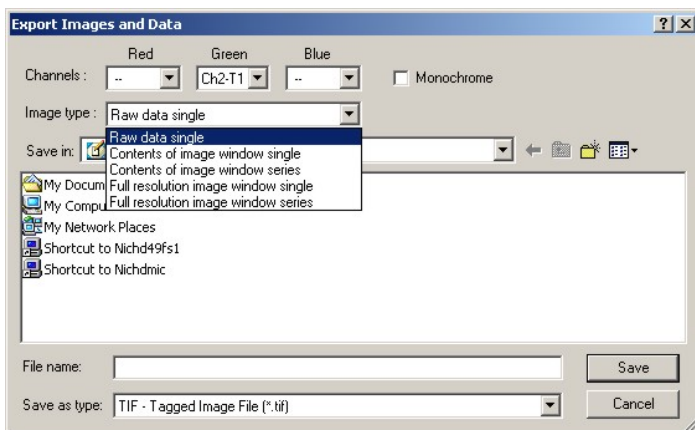 Export Images and Data
Red Green Blue
Channels : -- Ch2-T1 -- Monochrome
Image type : Raw data single
Raw data single
Save in:
Contents of image window single
Contents of image window series
My Docum
Full resolution image window single
My Compu
Full resolution image window series
My Network Places
Shortcut to Nichd49fs1
Shortcut to Nichdmic
File name: Save
Save as type: TIF - Tagged Image File (*.tif) Cancel